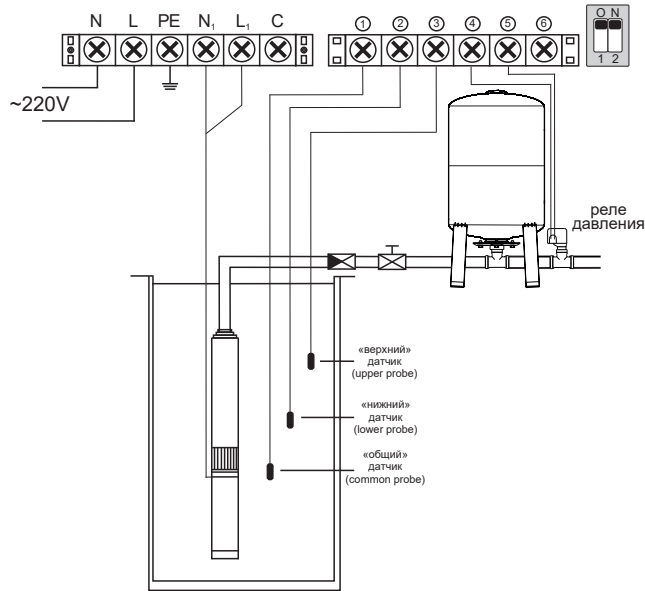 N L PE N₁ L₁ C
① ② ③ ④ ⑤ ⑥
ON
1 2
~220V
реле
давления
«верхний»
датчик
(upper probe)
«нижний»
датчик
(lower probe)
«общий»
датчик
(common probe)